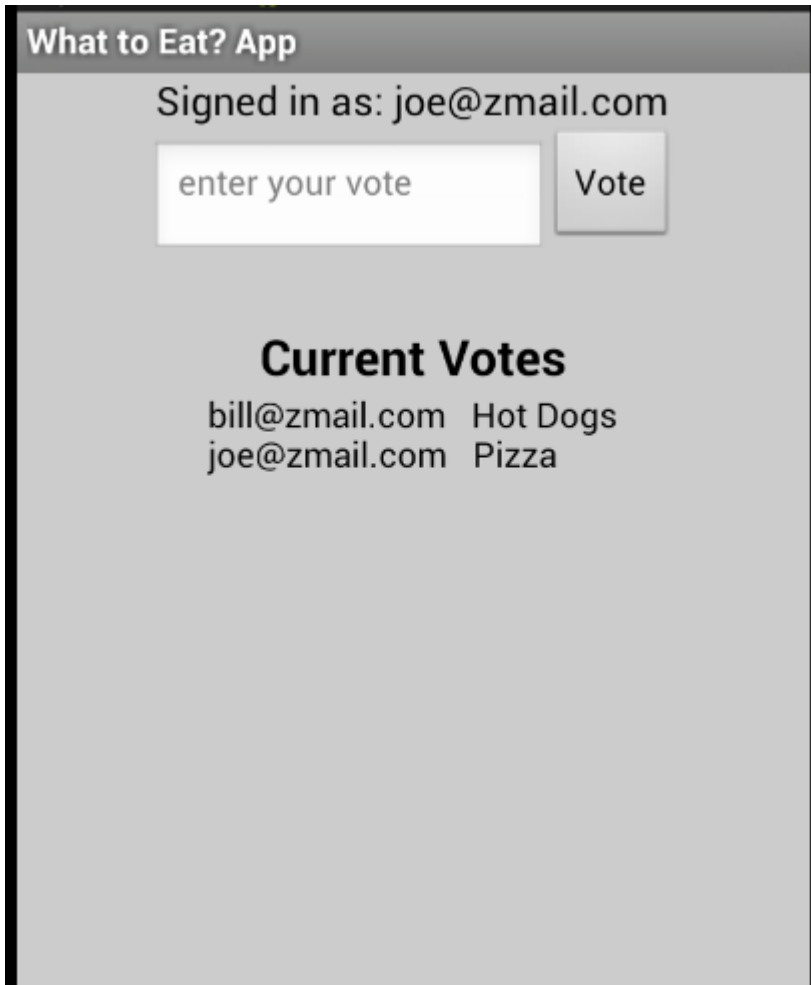 What to Eat? App
Signed in as: joe@zmail.com
enter your vote Vote
Current Votes
bill@zmail.com Hot Dogs
joe@zmail.com Pizza